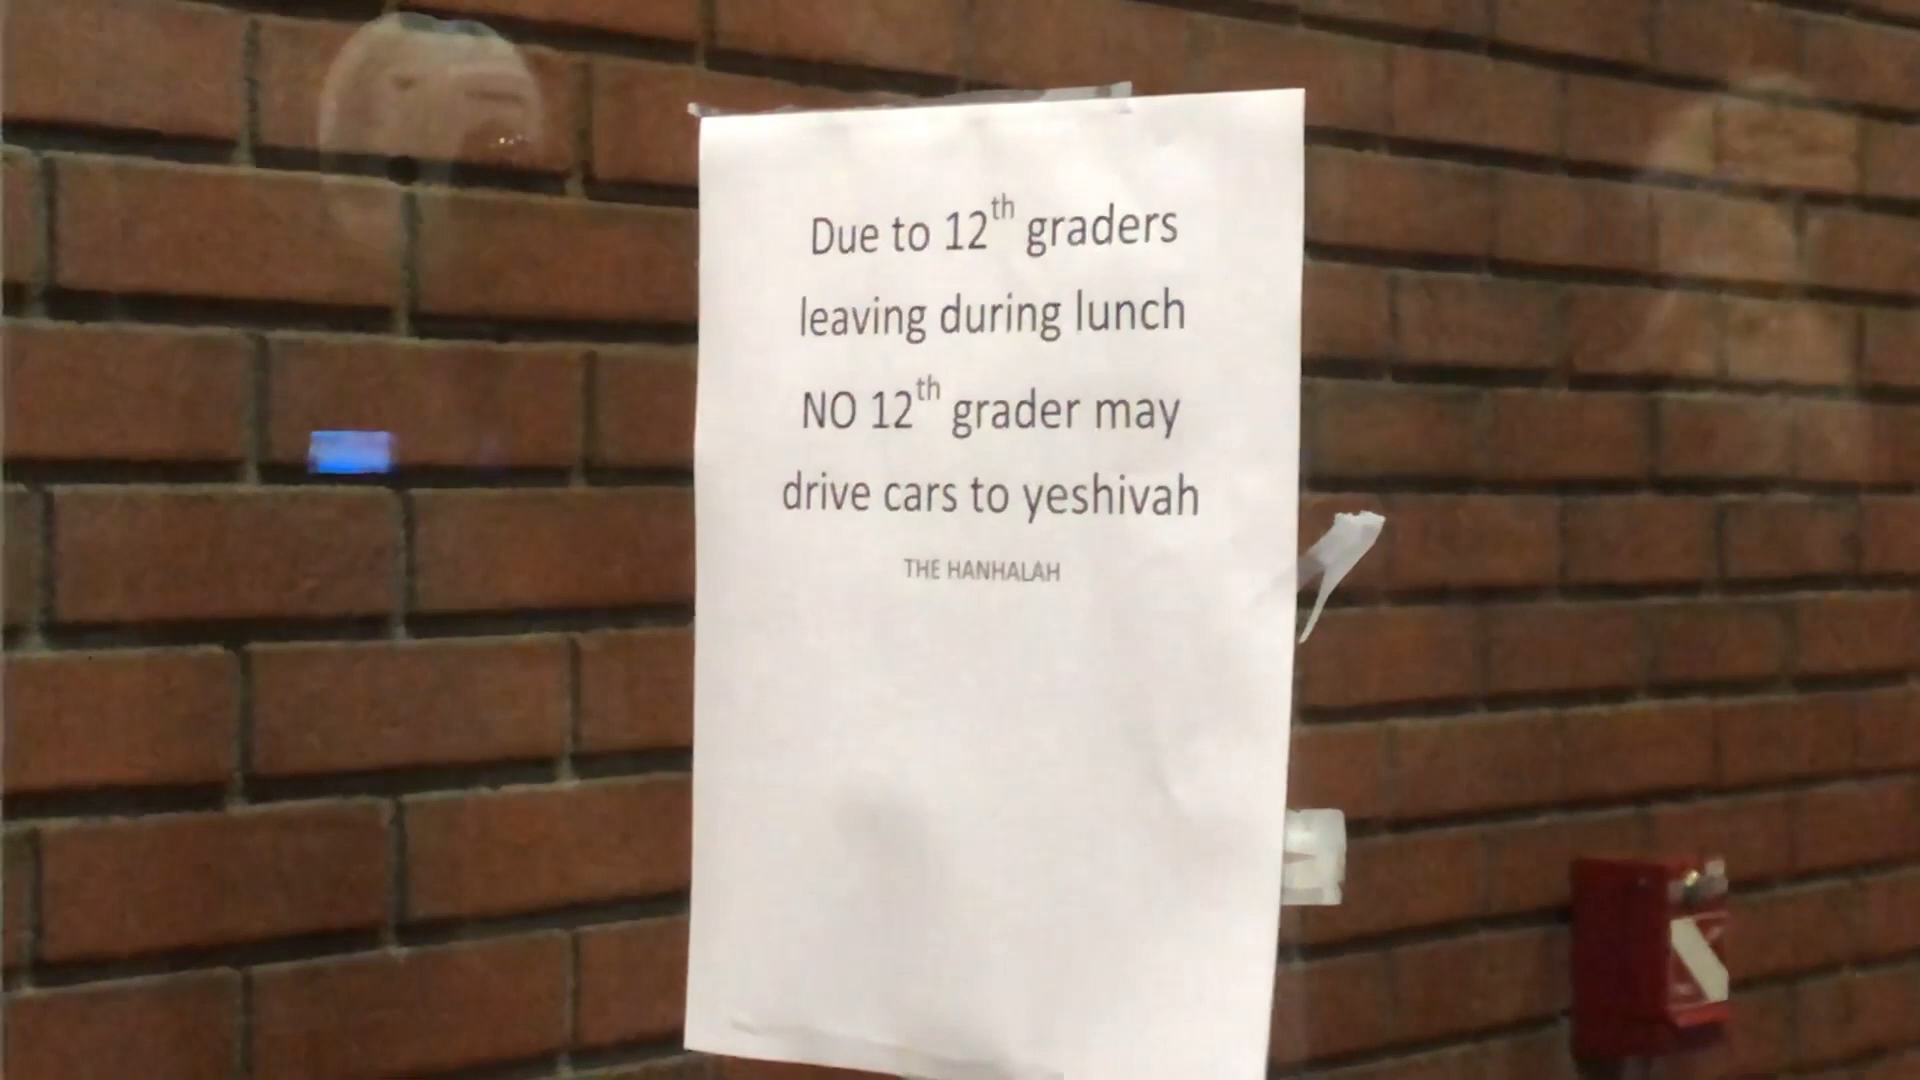 Due to 12th graders
leaving during lunch
NO 12th grader may
drive cars to yeshivah
THE HANHALAH